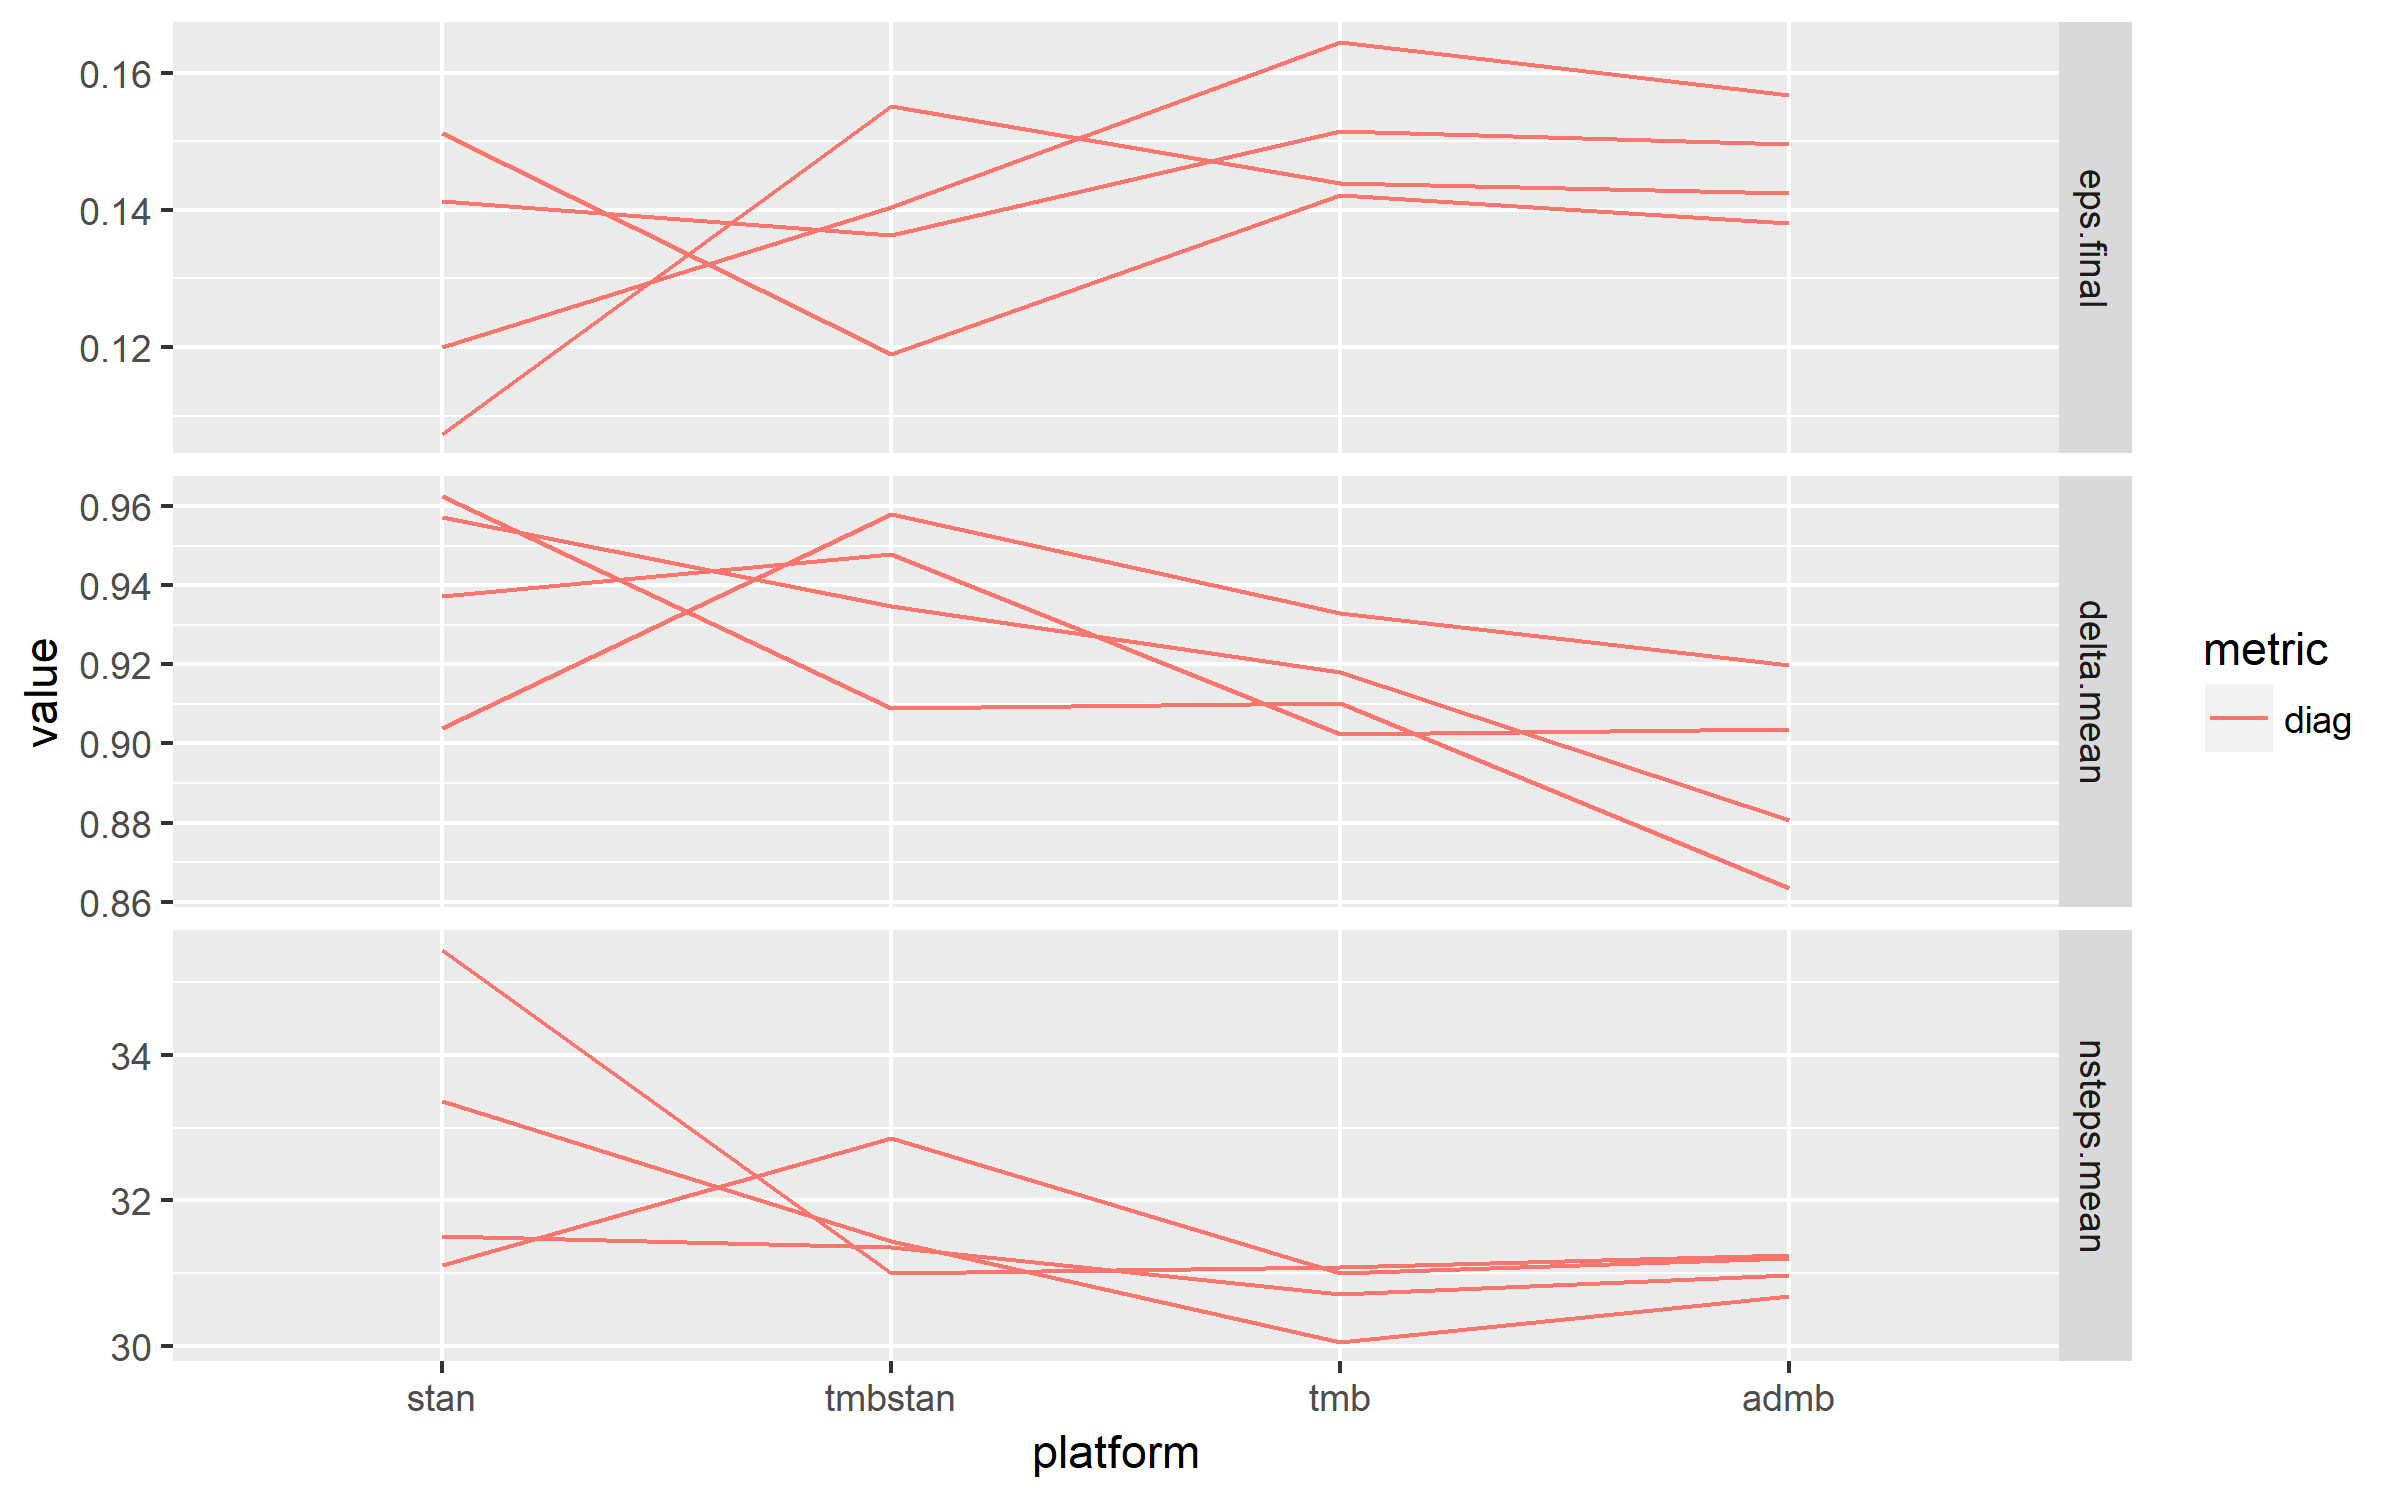 0.16
0.14
0.12
eps.final
0.96
0.94
0.92
0.90
0.88
0.86
delta.mean
34
32
30
nsteps.mean
value
stan
tmbstan
tmb
admb
platform
metric
diag